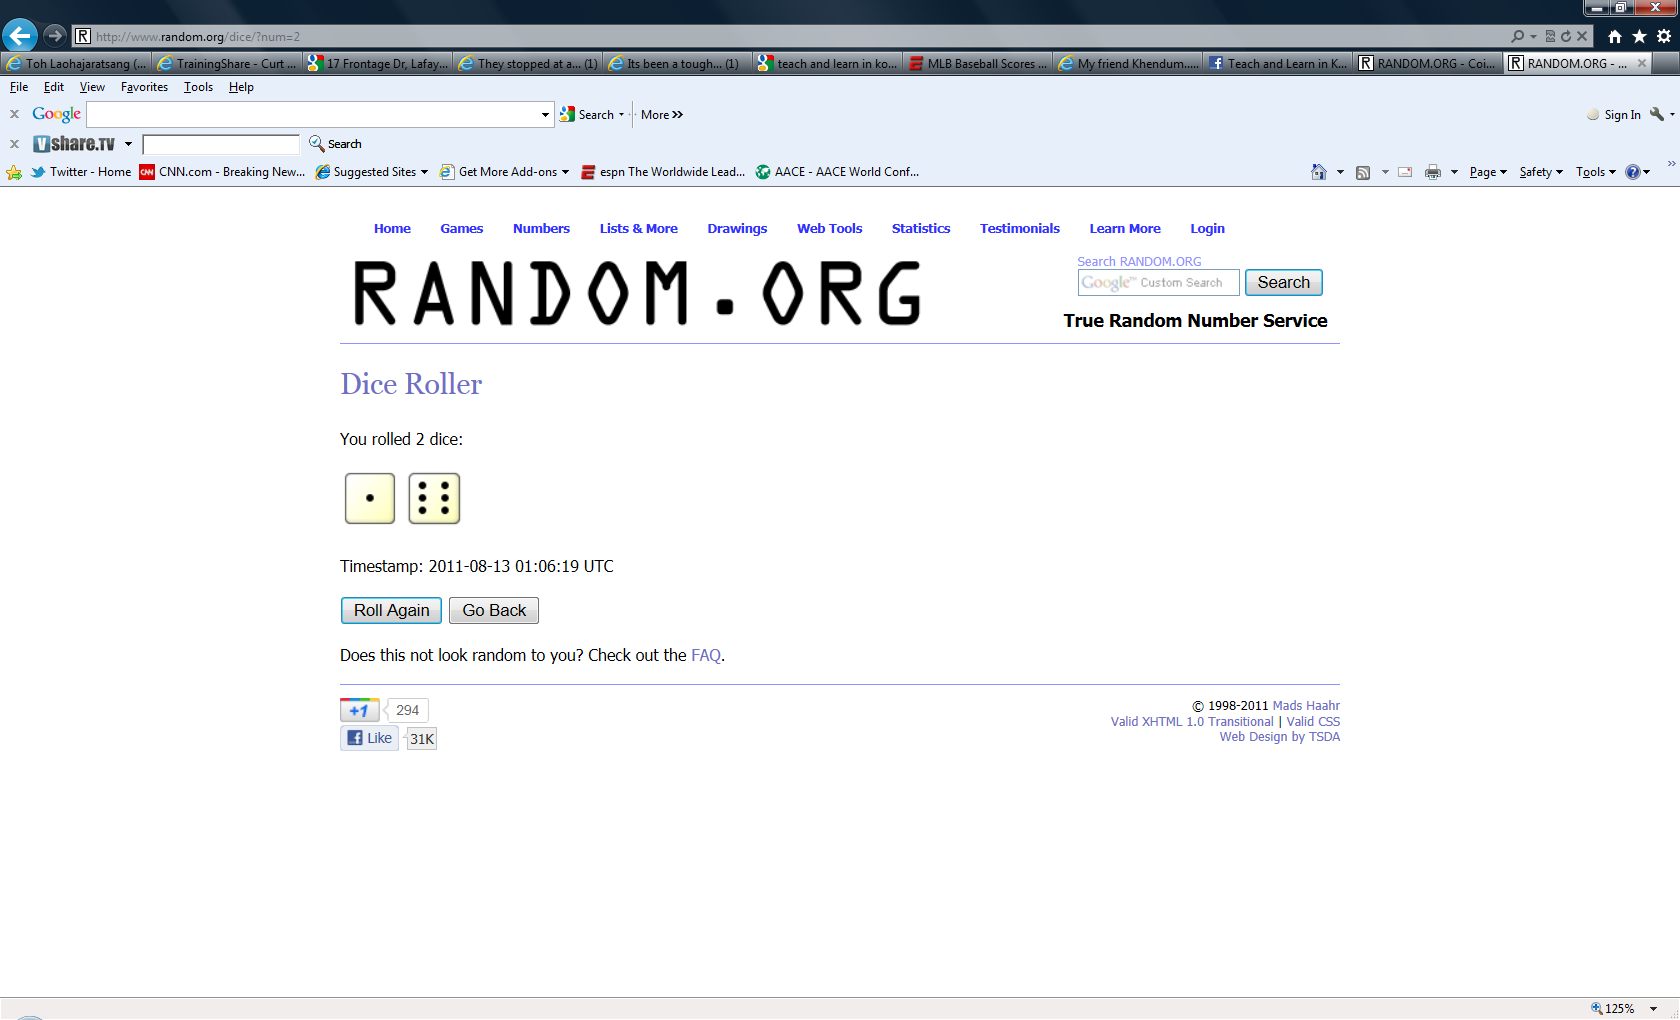 http://www.random.org/dice/?num=2
Toh Laohajaratsang (... TrainingShare - Curt ... 17 Frontage Dr, Lafay... They stopped at a... (1) Its been a tough... (1) teach and learn in ko... MLB Baseball Scores ... My friend Khendum.... Teach and Learn in K... RANDOM.ORG - Coi... RANDOM.ORG - ...
File Edit View Favorites Tools Help
x Google Search More »
Sign In
x Vshare.tv Search
Twitter - Home CNN.com - Breaking New... Suggested Sites Get More Add-ons espn The Worldwide Lead... AACE - AACE World Conf...
Page Safety Tools
Home Games Numbers Lists & More Drawings Web Tools Statistics Testimonials Learn More Login
RANDOM.ORG
Search RANDOM.ORG
Google™ Custom Search Search
True Random Number Service
Dice Roller
You rolled 2 dice:
Timestamp: 2011-08-13 01:06:19 UTC
Roll Again Go Back
Does this not look random to you? Check out the FAQ.
+1 294
Like 31K
© 1998-2011 Mads Haahr
Valid XHTML 1.0 Transitional | Valid CSS
Web Design by TSDA
125%